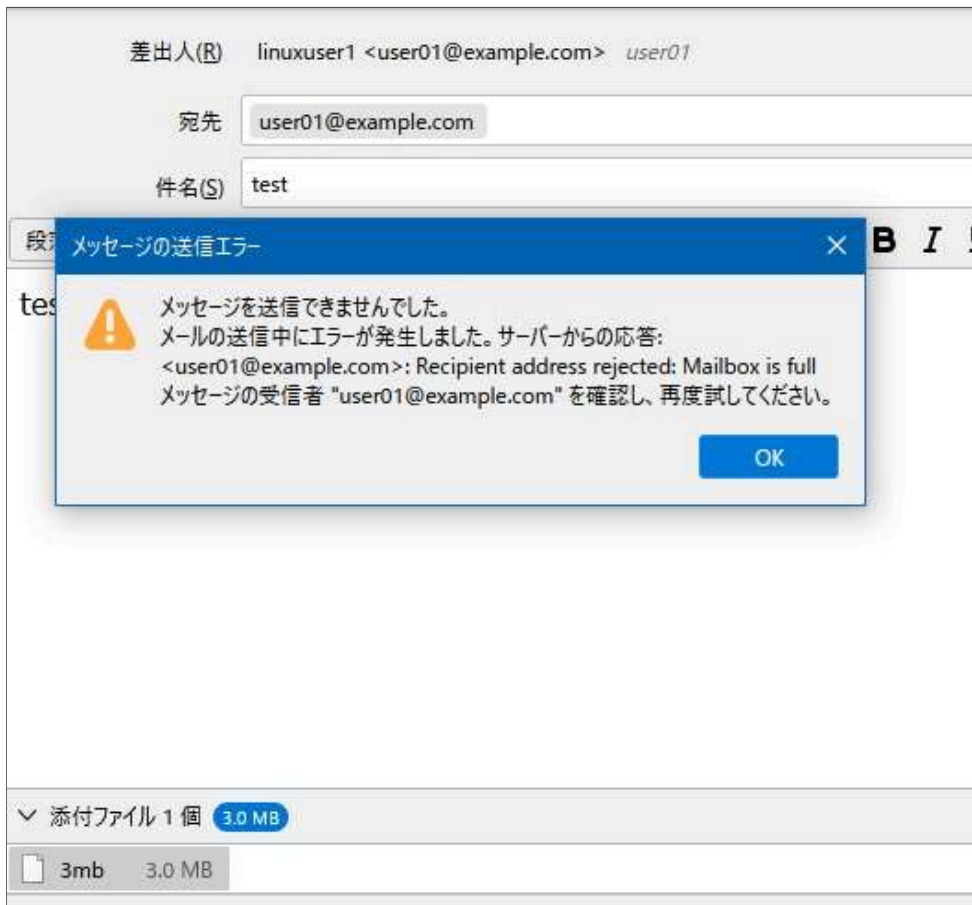 差出人(R) linuxuser1 <user01@example.com> user01
宛先 user01@example.com
件名(S) test
メッセージの送信エラー
B I
メッセージを送信できませんでした。
メールの送信中にエラーが発生しました。サーバーからの応答:
<user01@example.com>: Recipient address rejected: Mailbox is full
メッセージの受信者 "user01@example.com" を確認し、再度試してください。
OK
添付ファイル 1 個 3.0 MB
3mb 3.0 MB